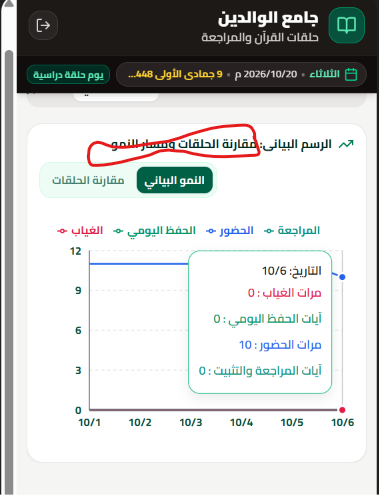 جامع الوالدين
حلقات القرآن والمراجعة
الثلاثاء • 2026/10/20 م • 9 جمادى الأولى 448... يوم حلقة دراسية
الرسم البياني: مقارنة الحلقات ومسار النمو
النمو البياني مقارنة الحلقات
المراجعة الحضور الحفظ اليومي الغياب
12
9
6
3
0
التاريخ: 10/6
مرات الغياب : 0
آيات الحفظ اليومي : 0
مرات الحضور : 10
آيات المراجعة والتثبيت : 0
10/1 10/2 10/3 10/4 10/5 10/6